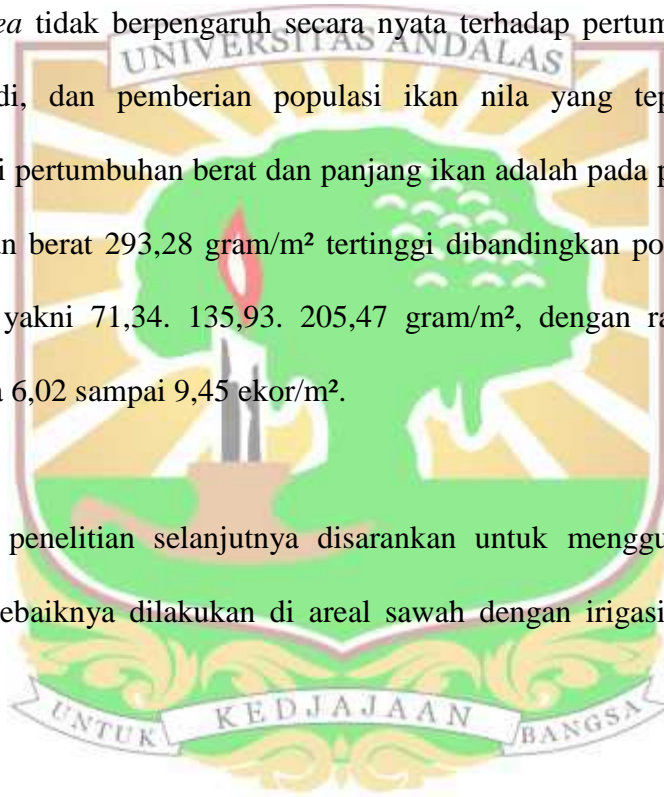 ea tidak berpengaruh secara nyata terhadap pertum
UNIVERSITAS ANDALAS
di, dan pemberian populasi ikan nila yang tep
i pertumbuhan berat dan panjang ikan adalah pada p
n berat 293,28 gram/m² tertinggi dibandingkan po
yakni 71,34. 135,93. 205,47 gram/m², dengan ra
6,02 sampai 9,45 ekor/m².
penelitian selanjutnya disarankan untuk menggu
ebaiknya dilakukan di areal sawah dengan irigasi
UNTUK KEDJAJAAN BANGSA